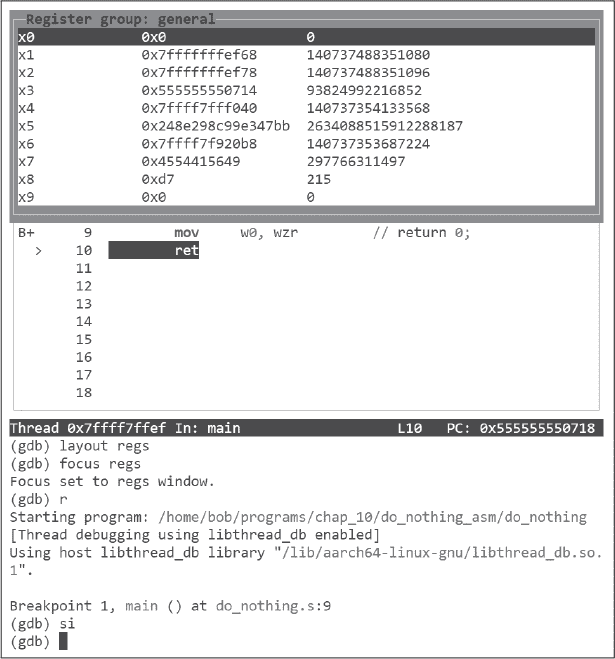 Register group: general
x0 0x0 0
x1 0x7fffffffef68 140737488351080
x2 0x7fffffffef78 140737488351096
x3 0x555555550714 93824992216852
x4 0x7ffff7fff040 140737354133568
x5 0x248e298c99e347bb 2634088515912288187
x6 0x7ffff7f920b8 140737353687224
x7 0x4554415649 297766311497
x8 0xd7 215
x9 0x0 0
B+ 9 mov w0, wzr // return 0;
> 10 ret
11
12
13
14
15
16
17
18
Thread 0x7ffff7ffef In: main L10 PC: 0x555555550718
(gdb) layout regs
(gdb) focus regs
Focus set to regs window.
(gdb) r
Starting program: /home/bob/programs/chap_10/do_nothing_asm/do_nothing
[Thread debugging using libthread_db enabled]
Using host libthread_db library "/lib/aarch64-linux-gnu/libthread_db.so.
1".
Breakpoint 1, main () at do_nothing.s:9
(gdb) si
(gdb)